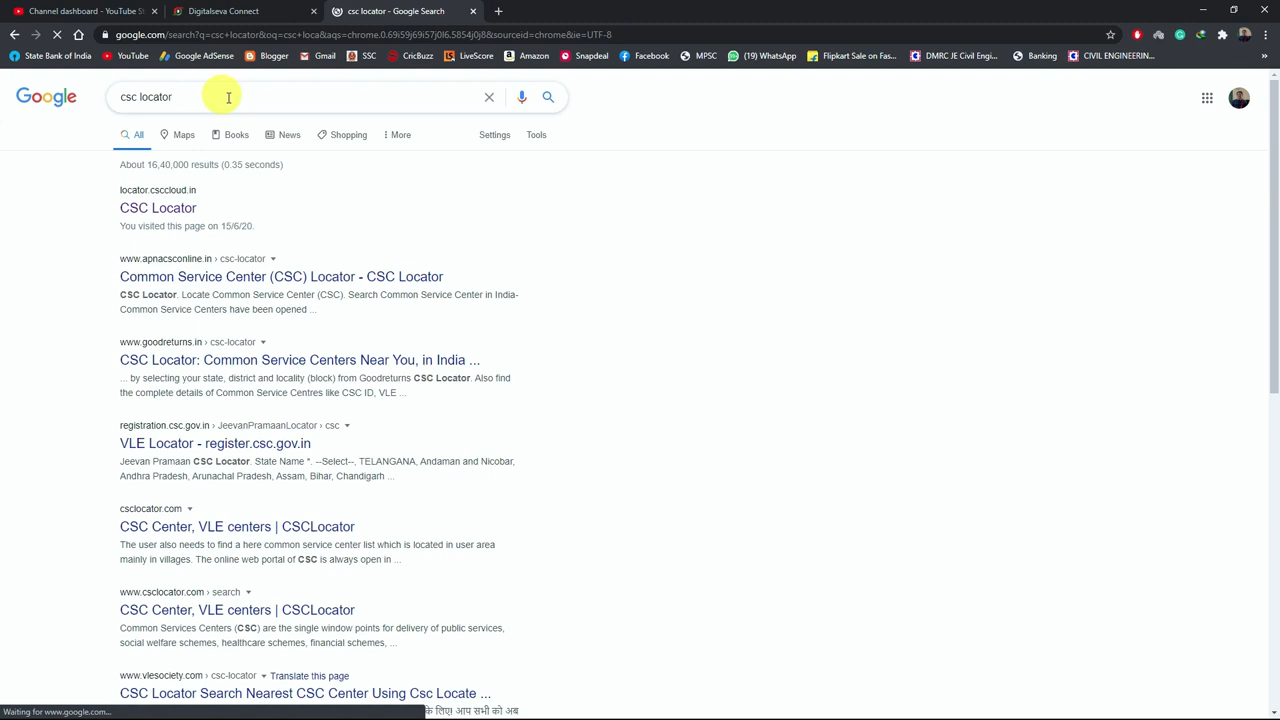 Channel dashboard - YouTube St
Digitalseva Connect
csc locator - Google Search
google.com/search?q=csc+locator&oq=csc+loca&aqs=chrome.0.69i59j69i57j0l6.5854j0j8&sourceid=chrome&ie=UTF-8
State Bank of India
YouTube
Google AdSense
Blogger
Gmail
SSC
CricBuzz
LiveScore
Amazon
Snapdeal
Facebook
MPSC
(1) WhatsApp
Flipkart Sale on Fas...
DMRC JE Civil Assist...
Banking
CIVIL ENGINEERIN...
Google
csc locator
All
Maps
Books
News
Shopping
More
Settings
Tools
About 16,40,000 results (0.35 seconds)
locator.csccloud.in
CSC Locator
You visited this page on 15/6/20.
www.apnacsconline.in › csc-locator
Common Service Center (CSC) Locator - CSC Locator
CSC Locator. Locate Common Service Center (CSC). Search Common Service Center in India-
Common Service Centers have been opened ...
www.goodreturns.in › csc-locator
CSC Locator: Common Service Centers Near You, in India ...
... by selecting your state, district and locality (block) from Goodreturns CSC Locator. Also find
the complete details of Common Service Centres like CSC ID, VLE ...
registration.csc.gov.in › JeevanPramaanLocator › csc
VLE Locator - register.csc.gov.in
Jeevan Pramaan CSC Locator. State Name *. --Select--, TELANGANA, Andaman and Nicobar,
Andhra Pradesh, Arunachal Pradesh, Assam, Bihar, Chandigarh ...
csclocator.com
CSC Center, VLE centers | CSCLocator
The user also needs to find a here common service center list which is located in user area
mainly in villages. The online web portal of CSC is always open in ...
www.csclocator.com › search
CSC Center, VLE centers | CSCLocator
Common Services Centers (CSC) are the single window points for delivery of public services,
social welfare schemes, healthcare schemes, financial schemes, ...
www.vlesociety.com › csc-locator
Translate this page
CSC Locator Search Nearest CSC Center Using Csc Locate ...
के लिए! आप सभी को अब
Waiting for www.google.com...